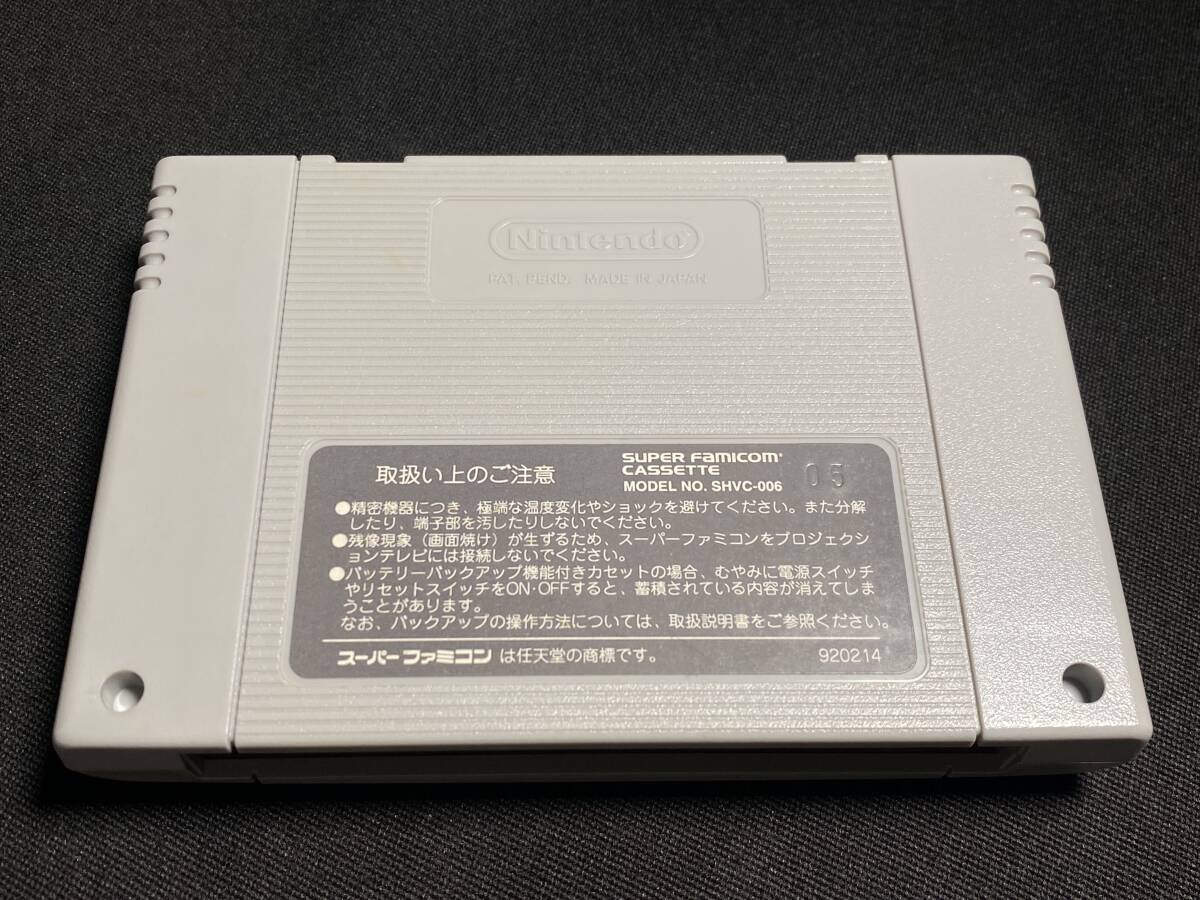 Nintendo
PAT. PEND. MADE IN JAPAN
取扱い上のご注意
SUPER FAMICOM
CASSETTE
MODEL NO. SHVC-006
05
●精密機器につき、極端な温度変化やショックを避けてください。また分解
したり、端子部を汚したりしないでください。
●残像現象（画面焼け）が生ずるため、スーパーファミコンをプロジェクシ
ョンテレビには接続しないでください。
●バッテリーバックアップ機能付きカセットの場合、むやみに電源スイッチ
やリセットスイッチをON・OFFすると、蓄積されている内容が消えてしま
うことがあります。
なお、バックアップの操作方法については、取扱説明書をご参照ください。
スーパーファミコン は任天堂の商標です。
920214